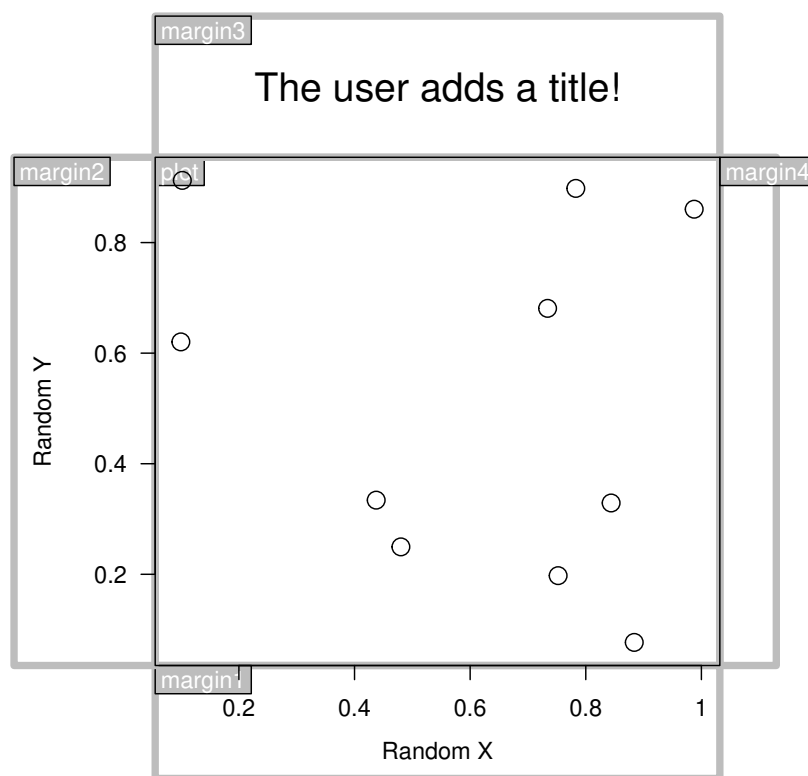 margin3
The user adds a title!
margin2
plot
margin4
0.8
0.6
0.4
0.2
Random Y
margin1
0.2 0.4 0.6 0.8 1
Random X